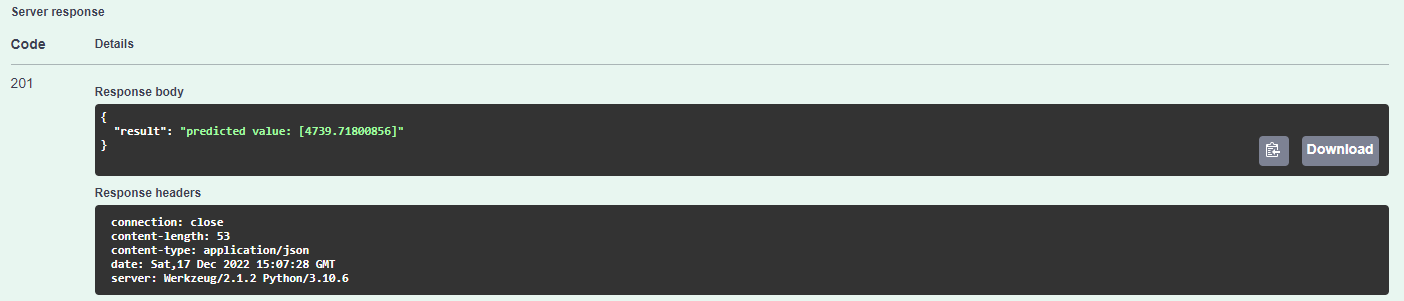 Server response
Code Details
201
Response body
{
"result": "predicted value: [4739.71800856]"
}
Download
Response headers
connection: close
content-length: 53
content-type: application/json
date: Sat,17 Dec 2022 15:07:28 GMT
server: Werkzeug/2.1.2 Python/3.10.6